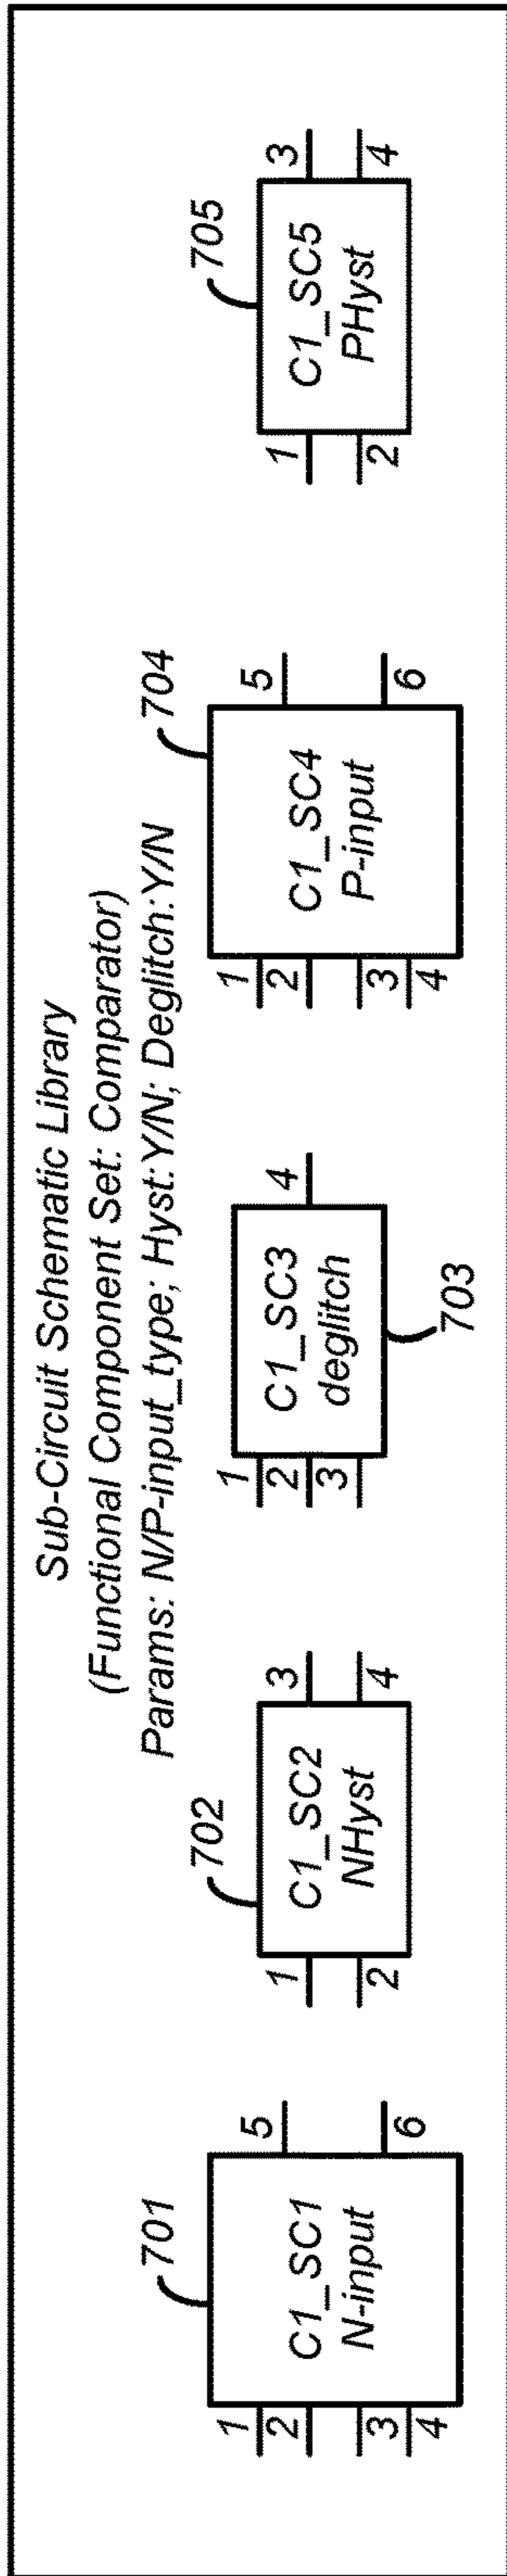 Sub-Circuit Schematic Library
(Functional Component Set: Comparator)
Params: N/P-input_type; Hyst:Y/N; Deglitch:Y/N
701
1
2
3
4
C1_SC1
N-input
5
6
702
1
2
C1_SC2
NHyst
3
4
1
2
3
C1_SC3
deglitch
4
703
704
1
2
3
4
C1_SC4
P-input
5
6
705
1
2
C1_SC5
PHyst
3
4